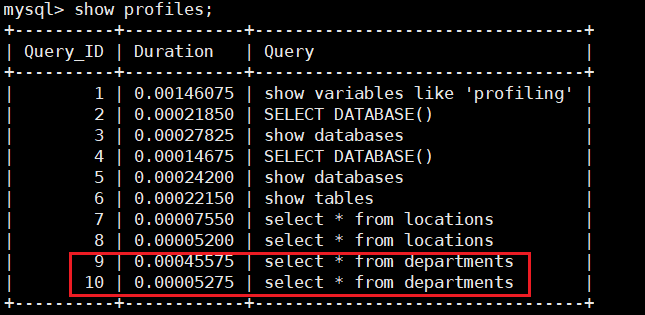 mysql> show profiles;
+----------+------------+---------------------------------+
| Query_ID | Duration   | Query                           |
+----------+------------+---------------------------------+
|        1 | 0.00146075 | show variables like 'profiling' |
|        2 | 0.00021850 | SELECT DATABASE()               |
|        3 | 0.00027825 | show databases                  |
|        4 | 0.00014675 | SELECT DATABASE()               |
|        5 | 0.00024200 | show databases                  |
|        6 | 0.00022150 | show tables                     |
|        7 | 0.00007550 | select * from locations         |
|        8 | 0.00005200 | select * from locations         |
|        9 | 0.00045575 | select * from departments       |
|       10 | 0.00005275 | select * from departments       |
+----------+------------+---------------------------------+